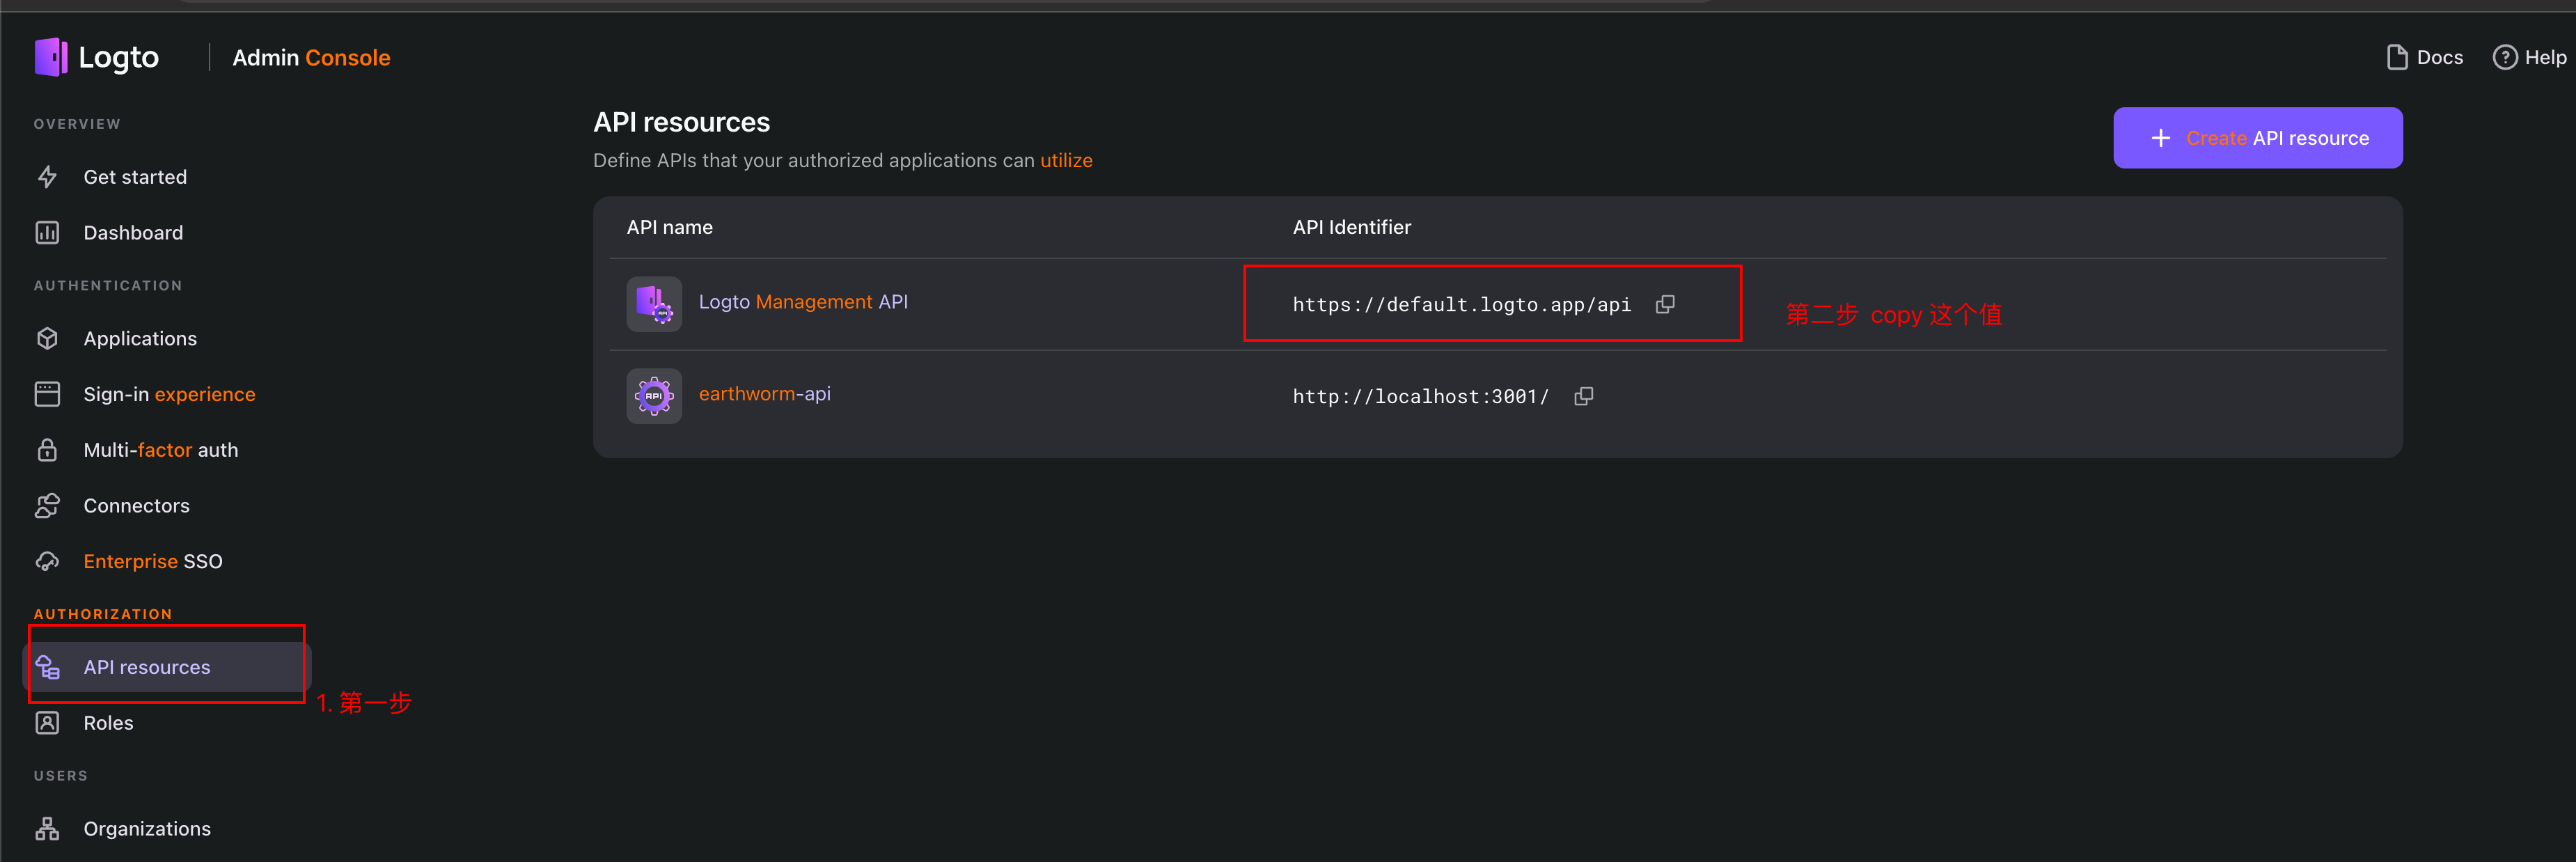 Logto Admin Console
Docs
Help
OVERVIEW
Get started
Dashboard
AUTHENTICATION
Applications
Sign-in experience
Multi-factor auth
Connectors
Enterprise SSO
AUTHORIZATION
API resources
1. 第一步
Roles
USERS
Organizations
API resources
Define APIs that your authorized applications can utilize
Create API resource
API name
API Identifier
Logto Management API
https://default.logto.app/api
第二步 copy 这个值
earthworm-api
http://localhost:3001/